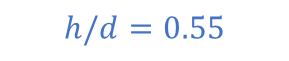 h/d = 0.55